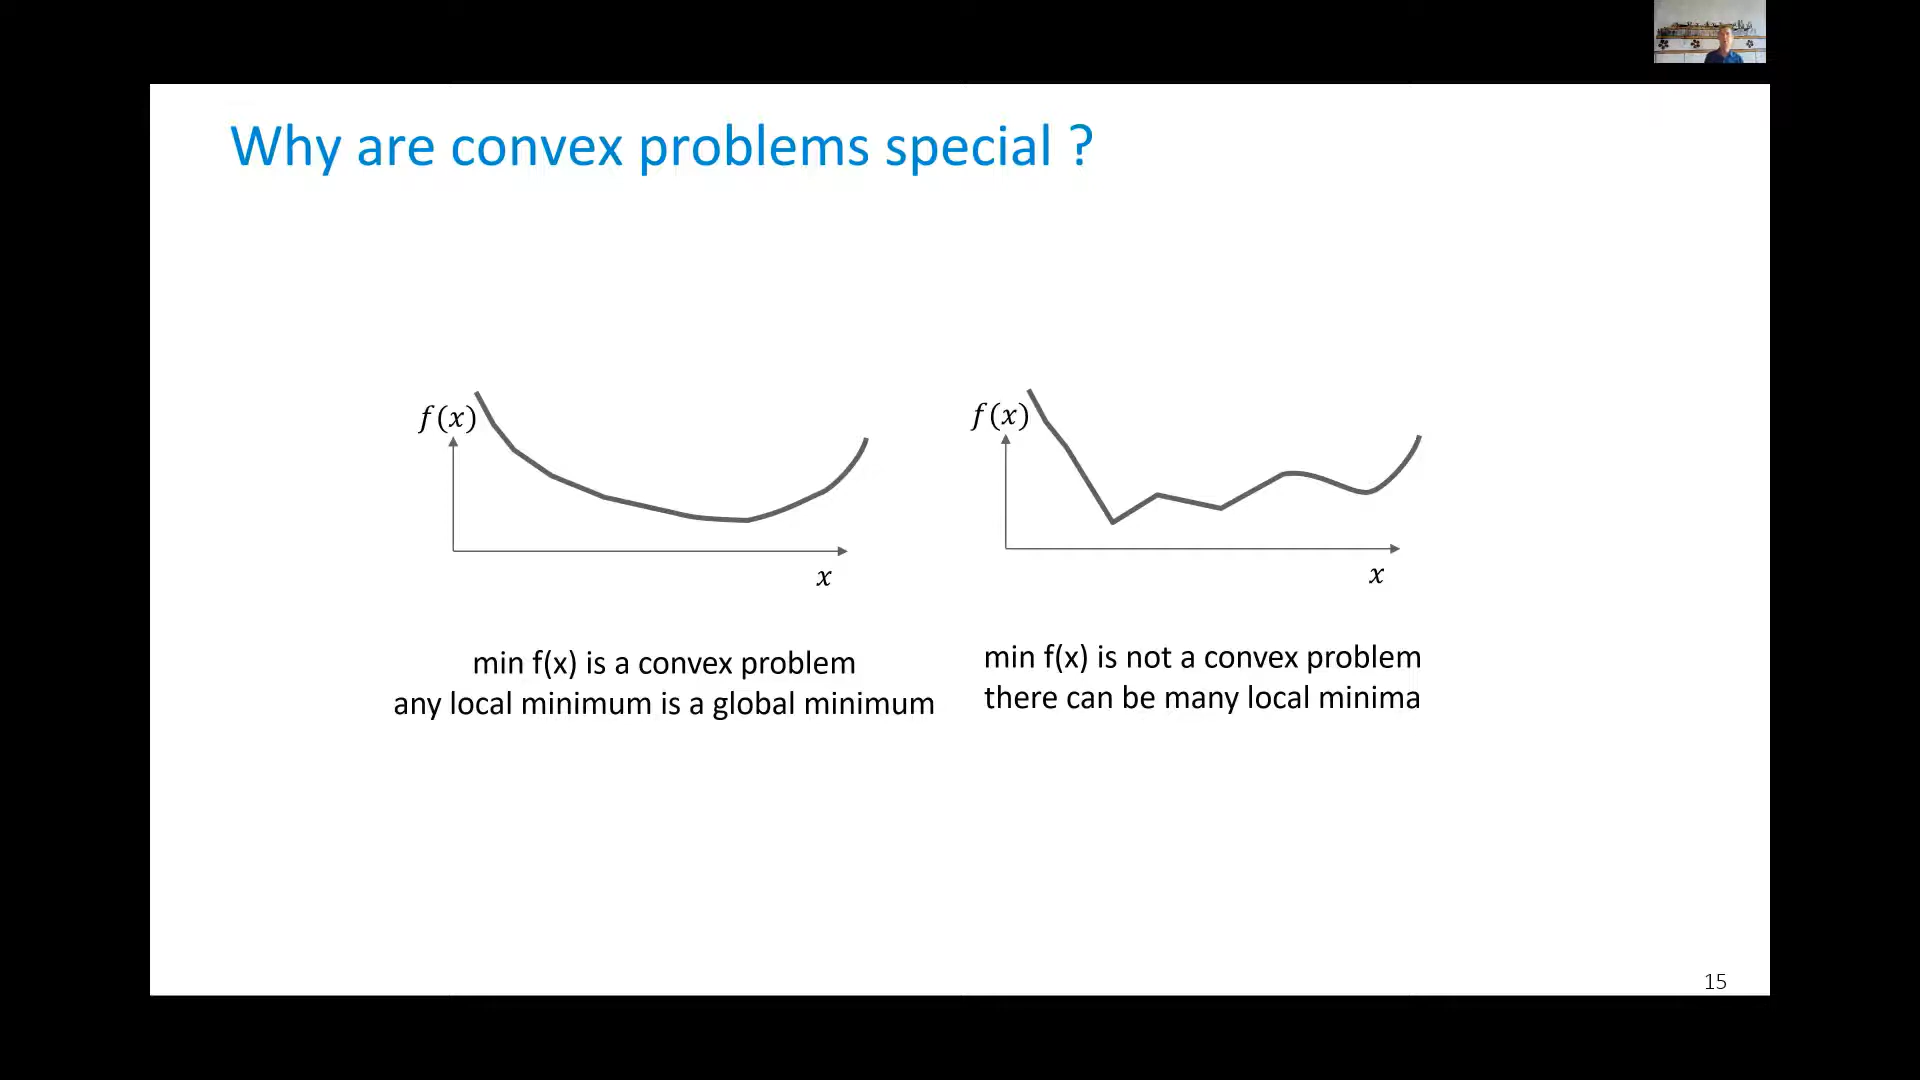 Why are convex problems special ?
f(x)
x
f(x)
x
min f(x) is a convex problem
any local minimum is a global minimum
min f(x) is not a convex problem
there can be many local minima
15